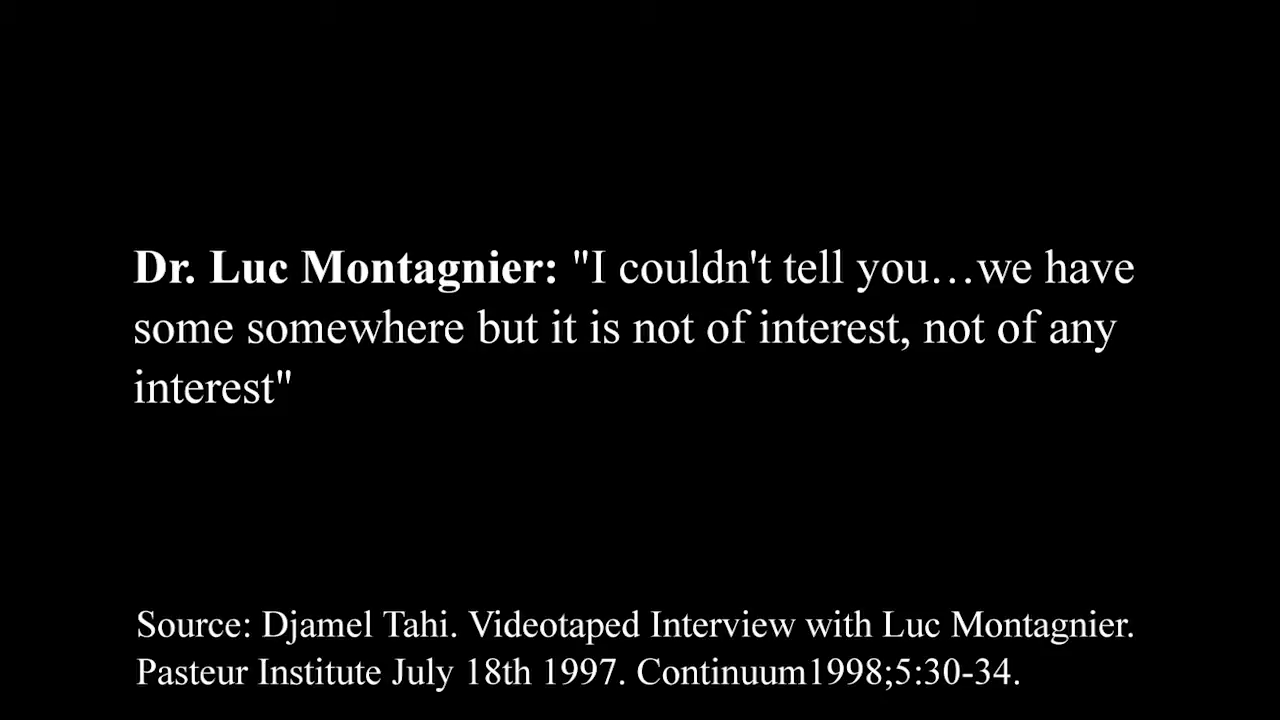 Dr. Luc Montagnier: "I couldn't tell you…we have
some somewhere but it is not of interest, not of any
interest"
Source: Djamel Tahi. Videotaped Interview with Luc Montagnier.
Pasteur Institute July 18th 1997. Continuum1998;5:30-34.